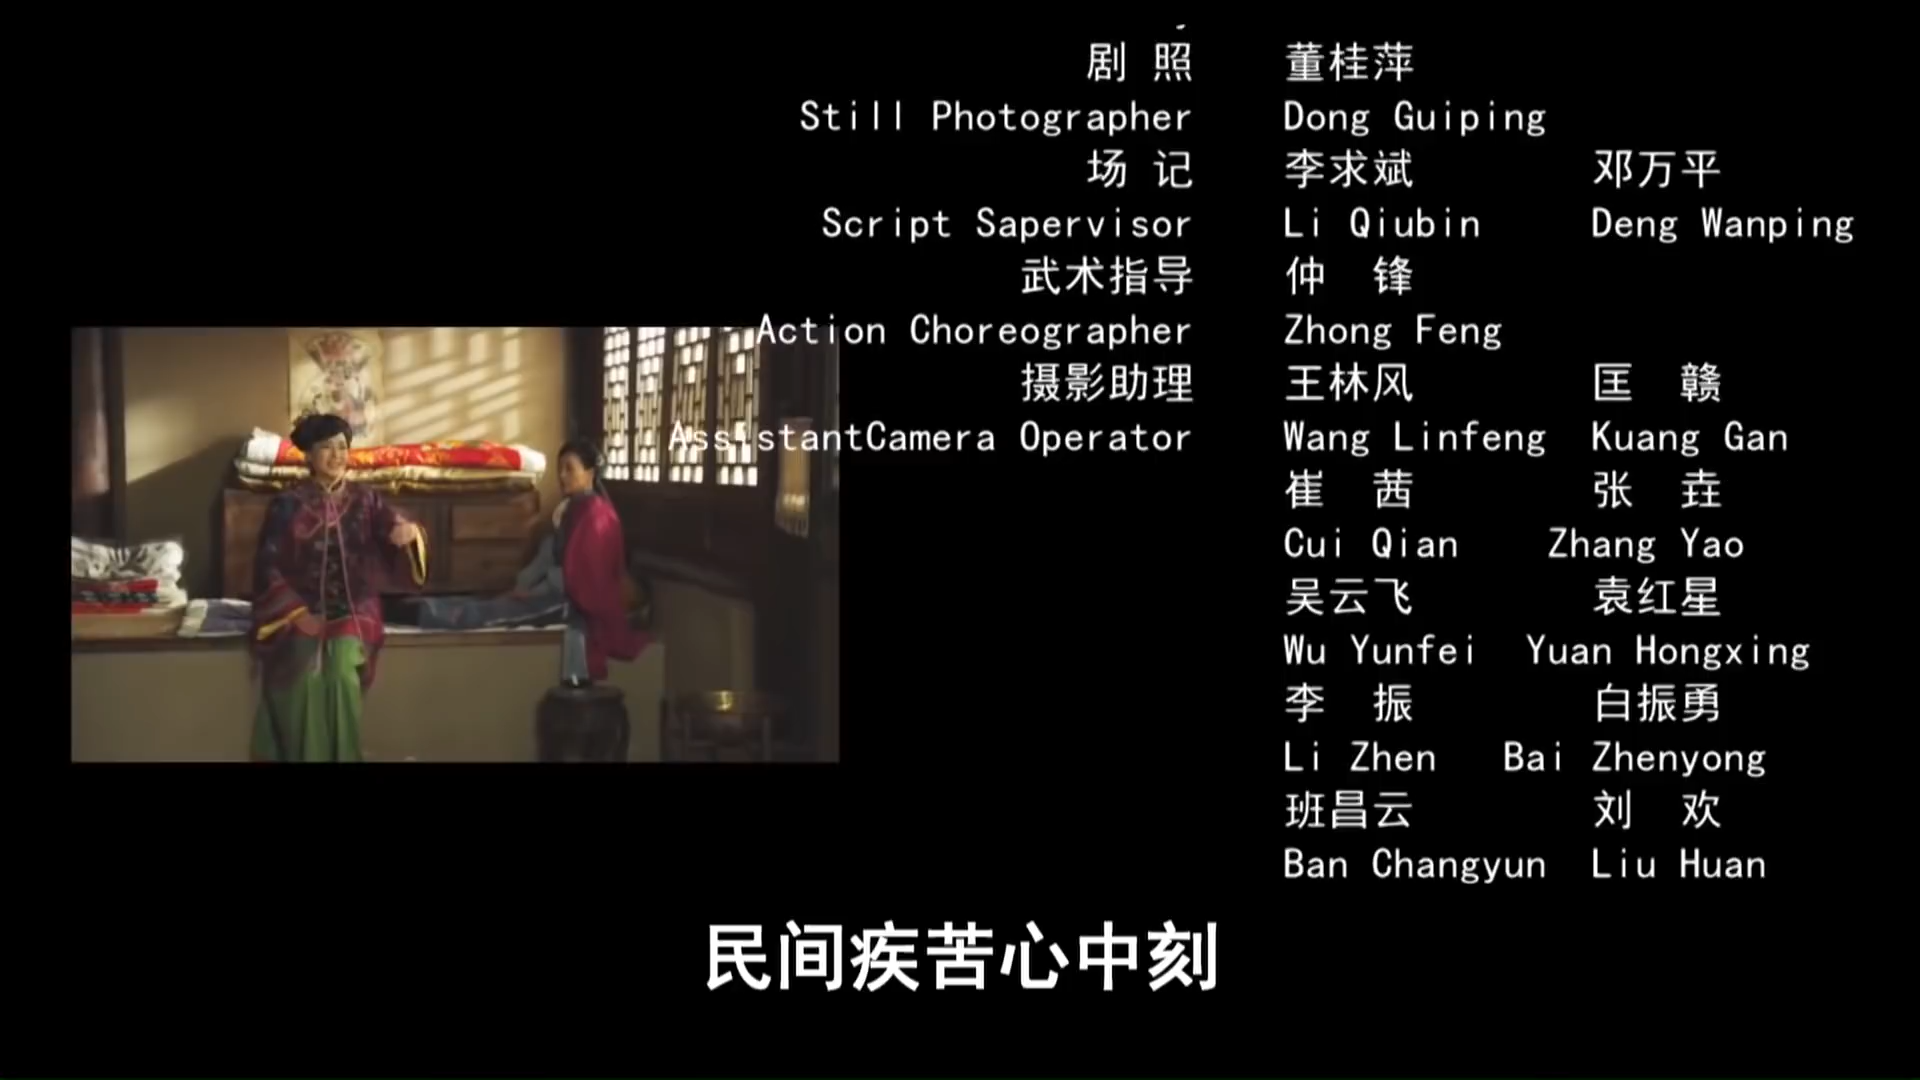 剧 照 董桂萍
Still Photographer Dong Guiping
场 记 李求斌 邓万平
Script Sapervisor Li Qiubin Deng Wanping
武术指导 仲 锋
Action Choreographer Zhong Feng
摄影助理 王林风 匡 赣
AssistantCamera Operator Wang Linfeng Kuang Gan
崔 茜 张 垚
Cui Qian Zhang Yao
吴云飞 袁红星
Wu Yunfei Yuan Hongxing
李 振 白振勇
Li Zhen Bai Zhenyong
班昌云 刘 欢
Ban Changyun Liu Huan
民间疾苦心中刻